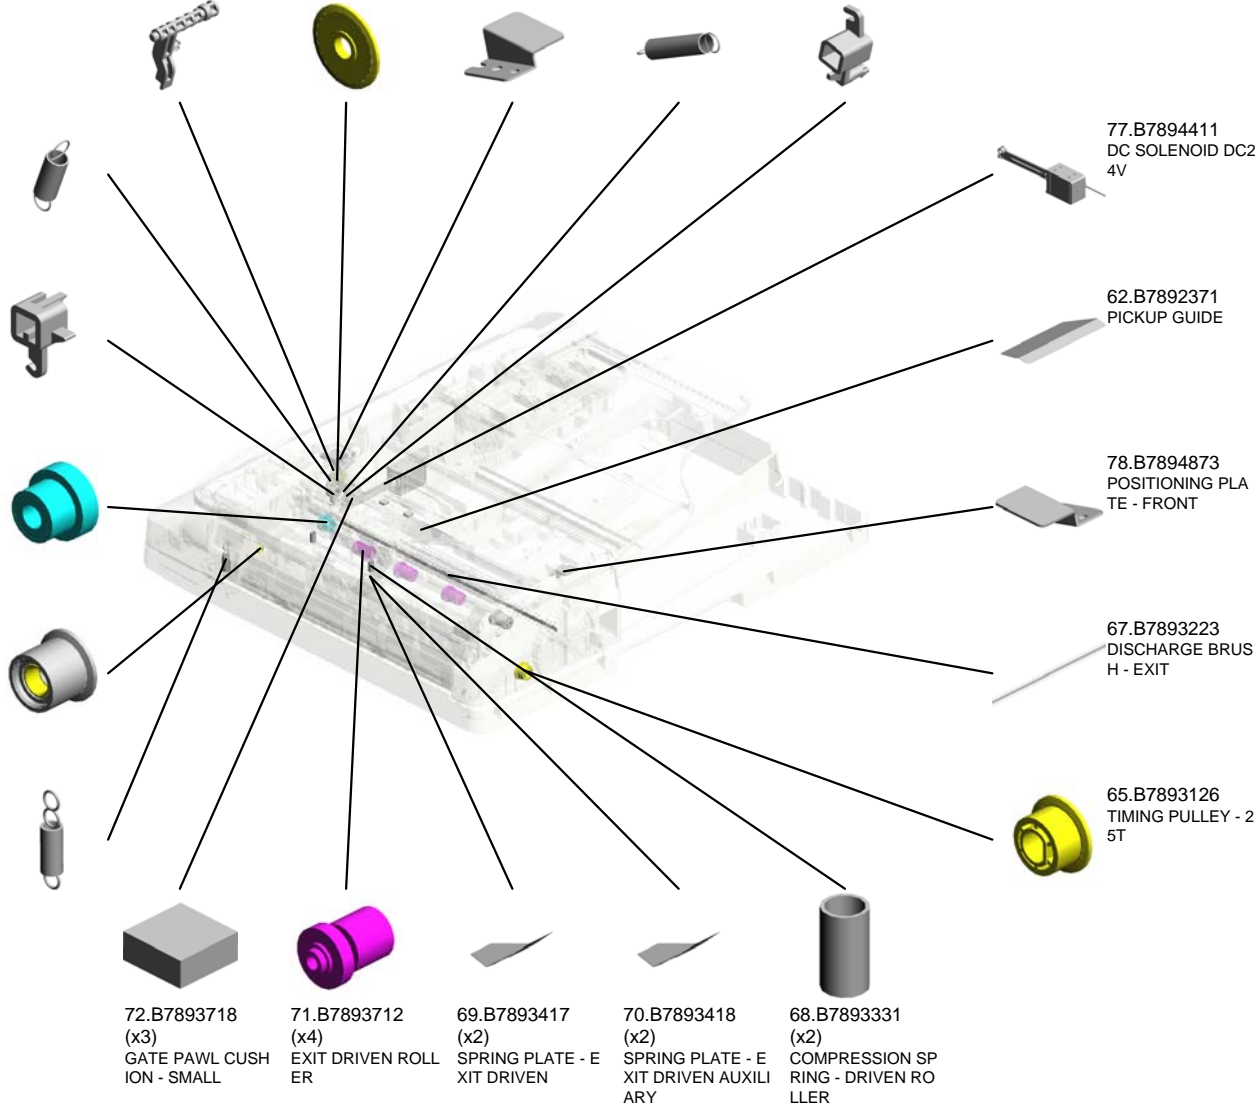 77.B7894411
DC SOLENOID DC2
4V
62.B7892371
PICKUP GUIDE
78.B7894873
POSITIONING PLA
TE - FRONT
67.B7893223
DISCHARGE BRUS
H - EXIT
65.B7893126
TIMING PULLEY - 2
5T
72.B7893718
(x3)
GATE PAWL CUSH
ION - SMALL
71.B7893712
(x4)
EXIT DRIVEN ROLL
ER
69.B7893417
(x2)
SPRING PLATE - E
XIT DRIVEN
70.B7893418
(x2)
SPRING PLATE - E
XIT DRIVEN AUXILI
ARY
68.B7893331
(x2)
COMPRESSION SP
RING - DRIVEN RO
LLER